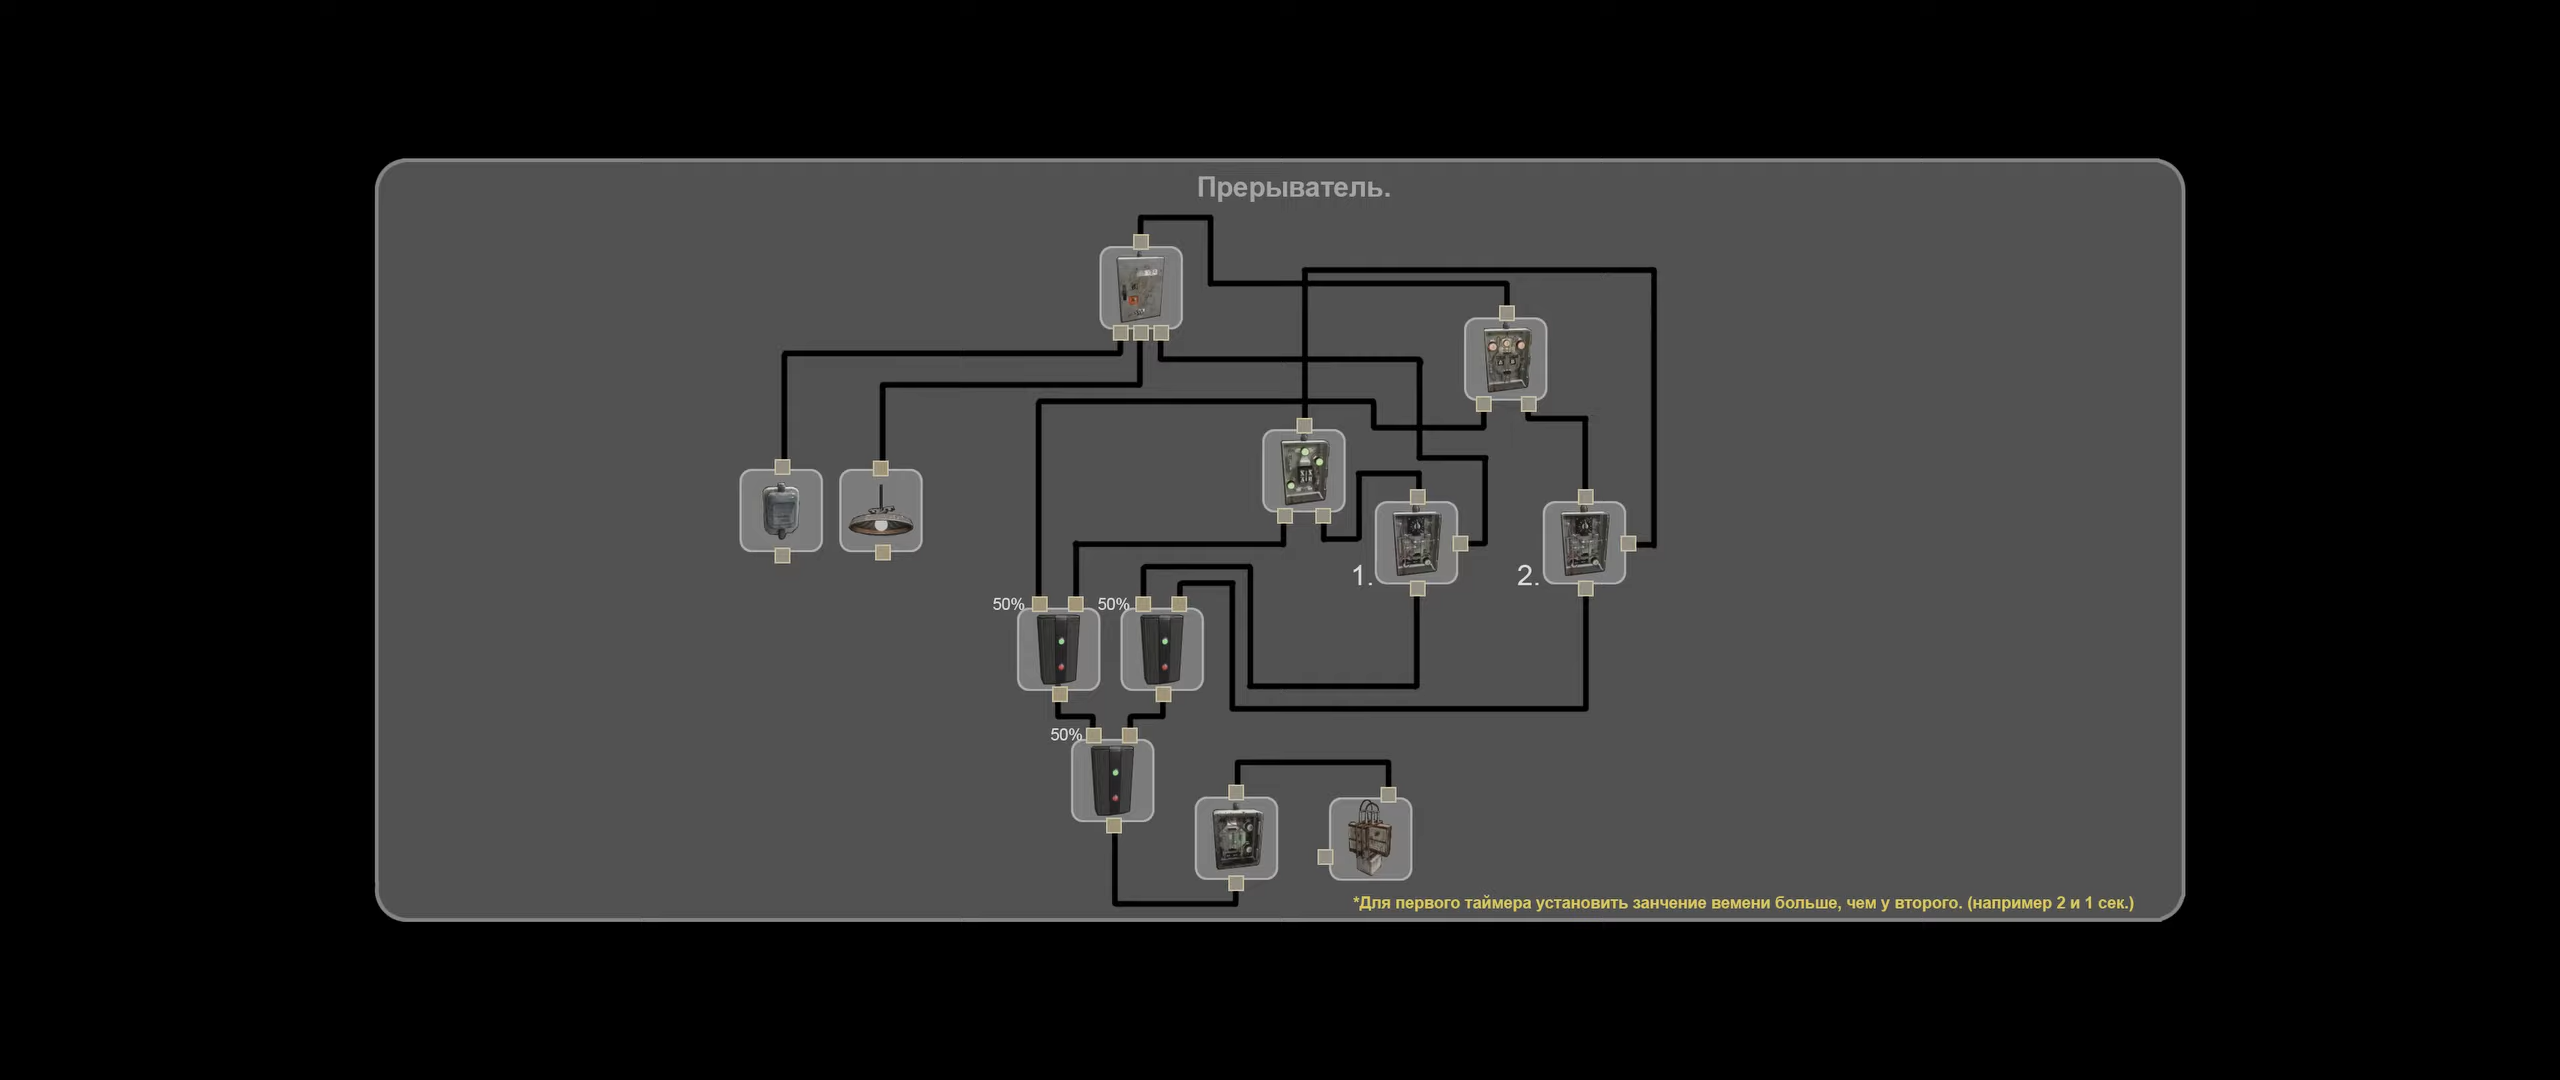 Прерыватель.
1.
2.
50%
50%
50%
*Для первого таймера установить занчение вемени больше, чем у второго. (например 2 и 1 сек.)